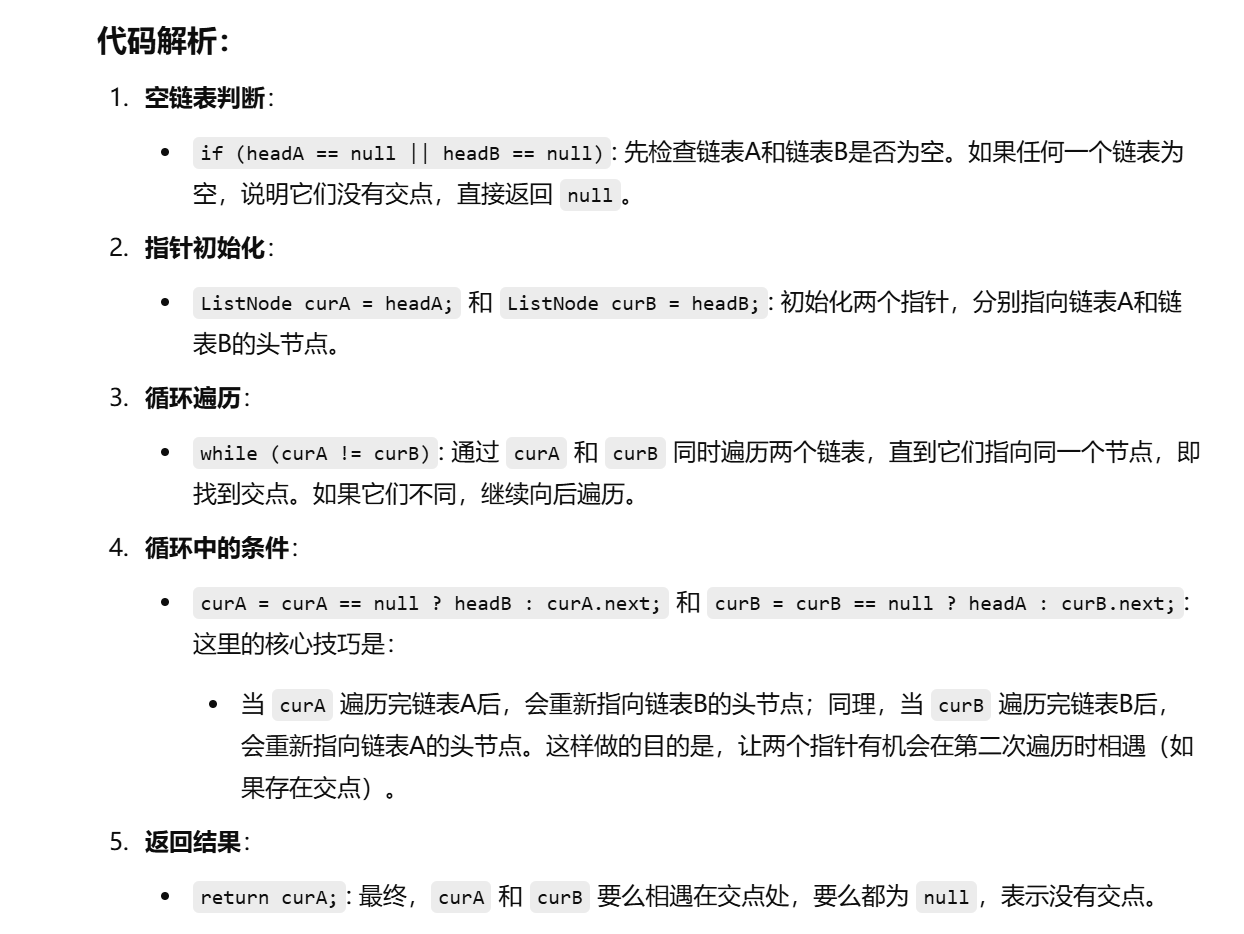 代码解析：
1. 空链表判断：
• if (headA == null || headB == null)：先检查链表A和链表B是否为空。如果任何一个链表为
空，说明它们没有交点，直接返回 null。
2. 指针初始化：
• ListNode curA = headA; 和 ListNode curB = headB;：初始化两个指针，分别指向链表A和链
表B的头节点。
3. 循环遍历：
• while (curA != curB)：通过 curA 和 curB 同时遍历两个链表，直到它们指向同一个节点，即
找到交点。如果它们不同，继续向后遍历。
4. 循环中的条件：
• curA = curA == null ? headB : curA.next; 和 curB = curB == null ? headA : curB.next;：
这里的核心技巧是：
• 当 curA 遍历完链表A后，会重新指向链表B的头节点；同理，当 curB 遍历完链表B后，
会重新指向链表A的头节点。这样做的目的是，让两个指针有机会在第二次遍历时相遇（如
果存在交点）。
5. 返回结果：
• return curA;：最终，curA 和 curB 要么相遇在交点处，要么都为 null，表示没有交点。